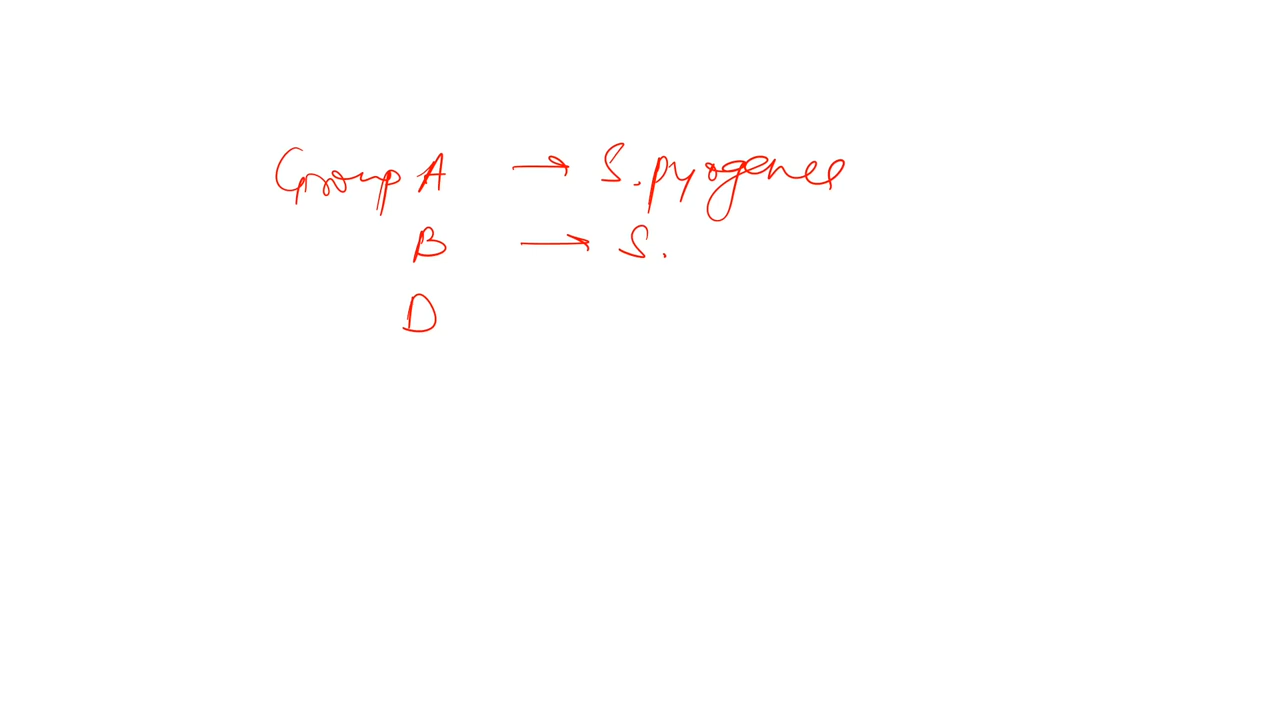 Group A → S. pyogenes
B → S.
D